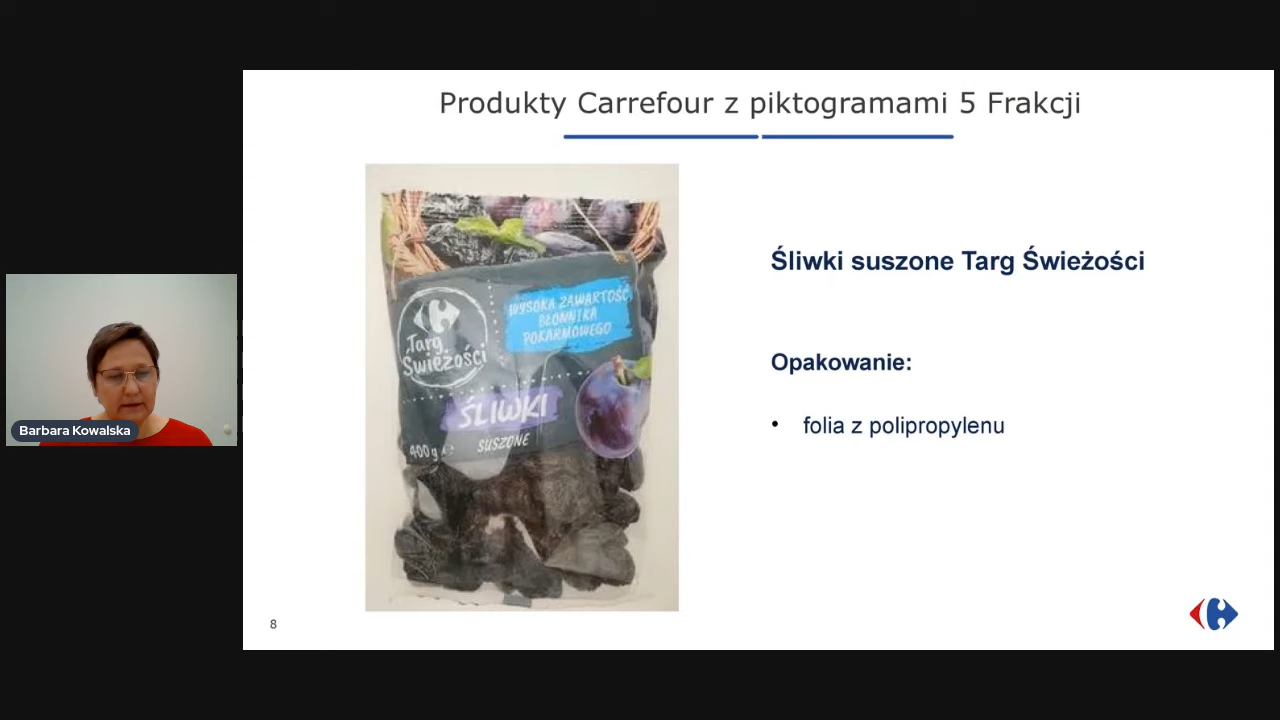 Produkty Carrefour z piktogramami 5 Frakcji
Targ
Świeżości
WYSOKA ZAWARTOŚĆ
BŁONNIKA
POKARMOWEGO
ŚLIWKI
SUSZONE
400 g e
Śliwki suszone Targ Świeżości
Opakowanie:
• folia z polipropylenu
Barbara Kowalska
8